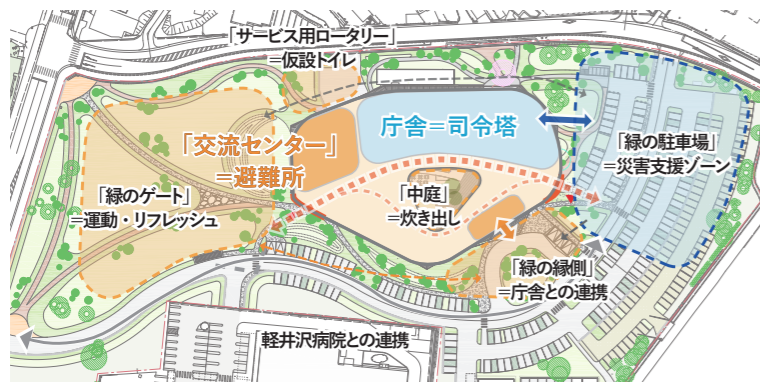 「サービス用ロータリー」
＝仮設トイレ
庁舎＝司令塔
「交流センター」
＝避難所
「緑の駐車場」
＝災害支援ゾーン
「緑のゲート」
＝運動・リフレッシュ
「中庭」
＝炊き出し
「緑の縁側」
＝庁舎との連携
軽井沢病院との連携